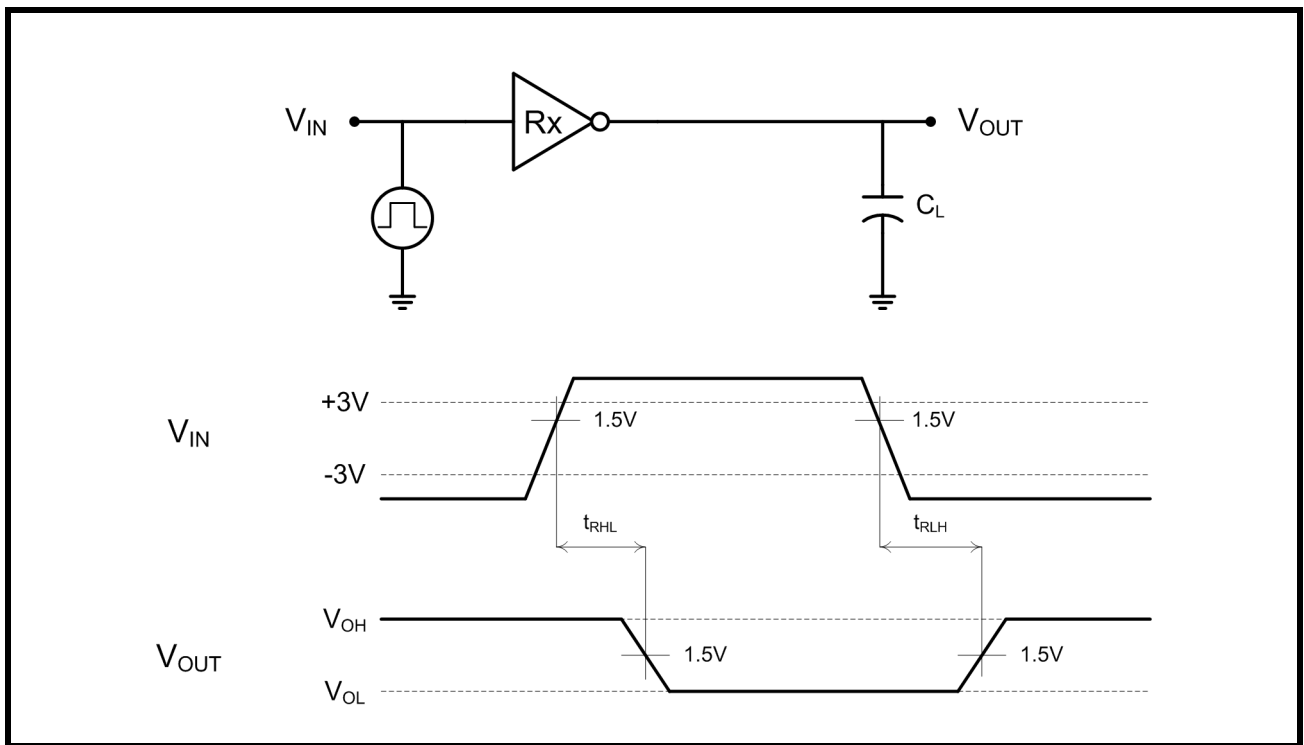 V_IN Rx V_OUT
C_L
+3V
1.5V 1.5V
V_IN
-3V
t_RHL t_RLH
V_OH
V_OUT 1.5V 1.5V
V_OL